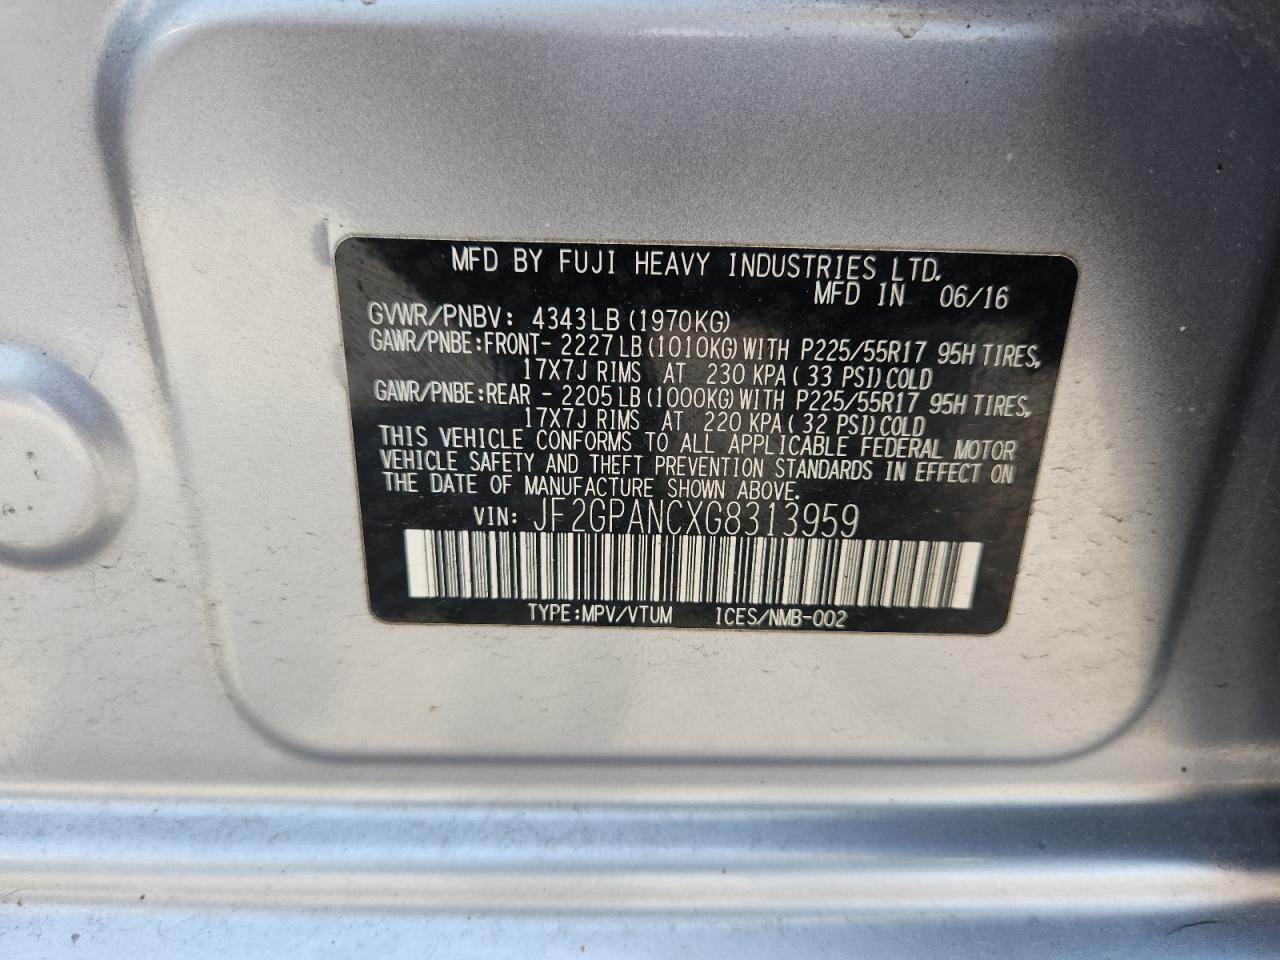 MFD BY FUJI HEAVY INDUSTRIES LTD.
MFD IN 06/16
GVWR/PNBV: 4343LB (1970KG)
GAWR/PNBE:FRONT- 2227LB (1010KG) WITH P225/55R17 95H TIRES,
17X7J RIMS AT 230 KPA (33 PSI) COLD
GAWR/PNBE:REAR - 2205LB (1000KG) WITH P225/55R17 95H TIRES,
17X7J RIMS AT 220 KPA (32 PSI) COLD
THIS VEHICLE CONFORMS TO ALL APPLICABLE FEDERAL MOTOR
VEHICLE SAFETY AND THEFT PREVENTION STANDARDS IN EFFECT ON
THE DATE OF MANUFACTURE SHOWN ABOVE.
VIN: JF2GPANCXG8313959
TYPE:MPV/VTUM ICES/NMB-002